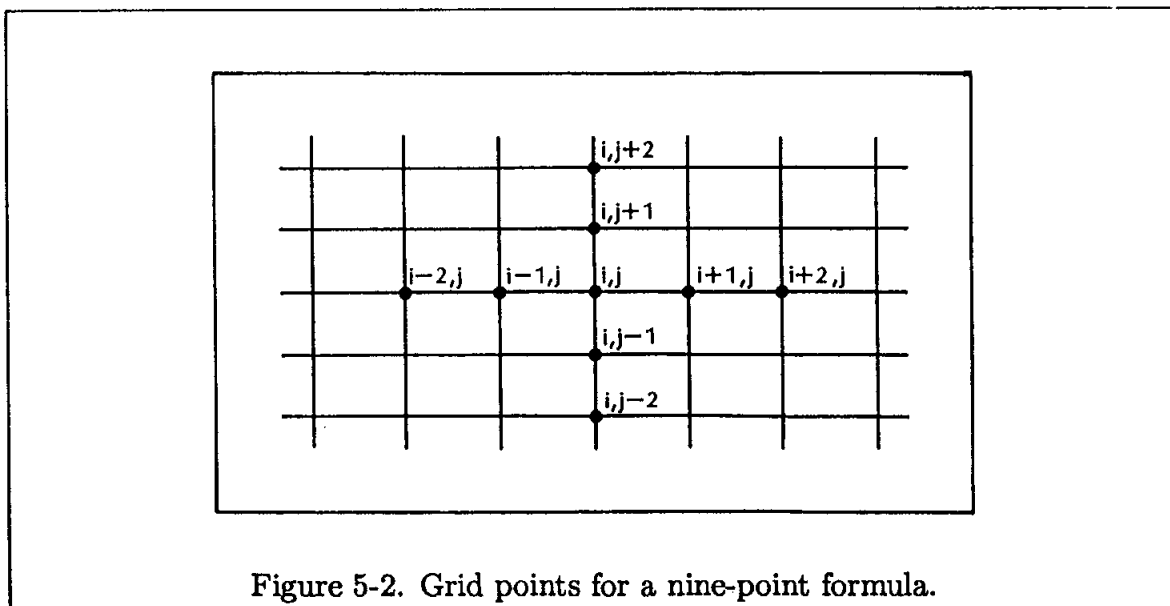 i,j+2
i,j+1
i−2,j i−1,j i,j i+1,j i+2,j
i,j−1
i,j−2
Figure 5-2. Grid points for a nine-point formula.